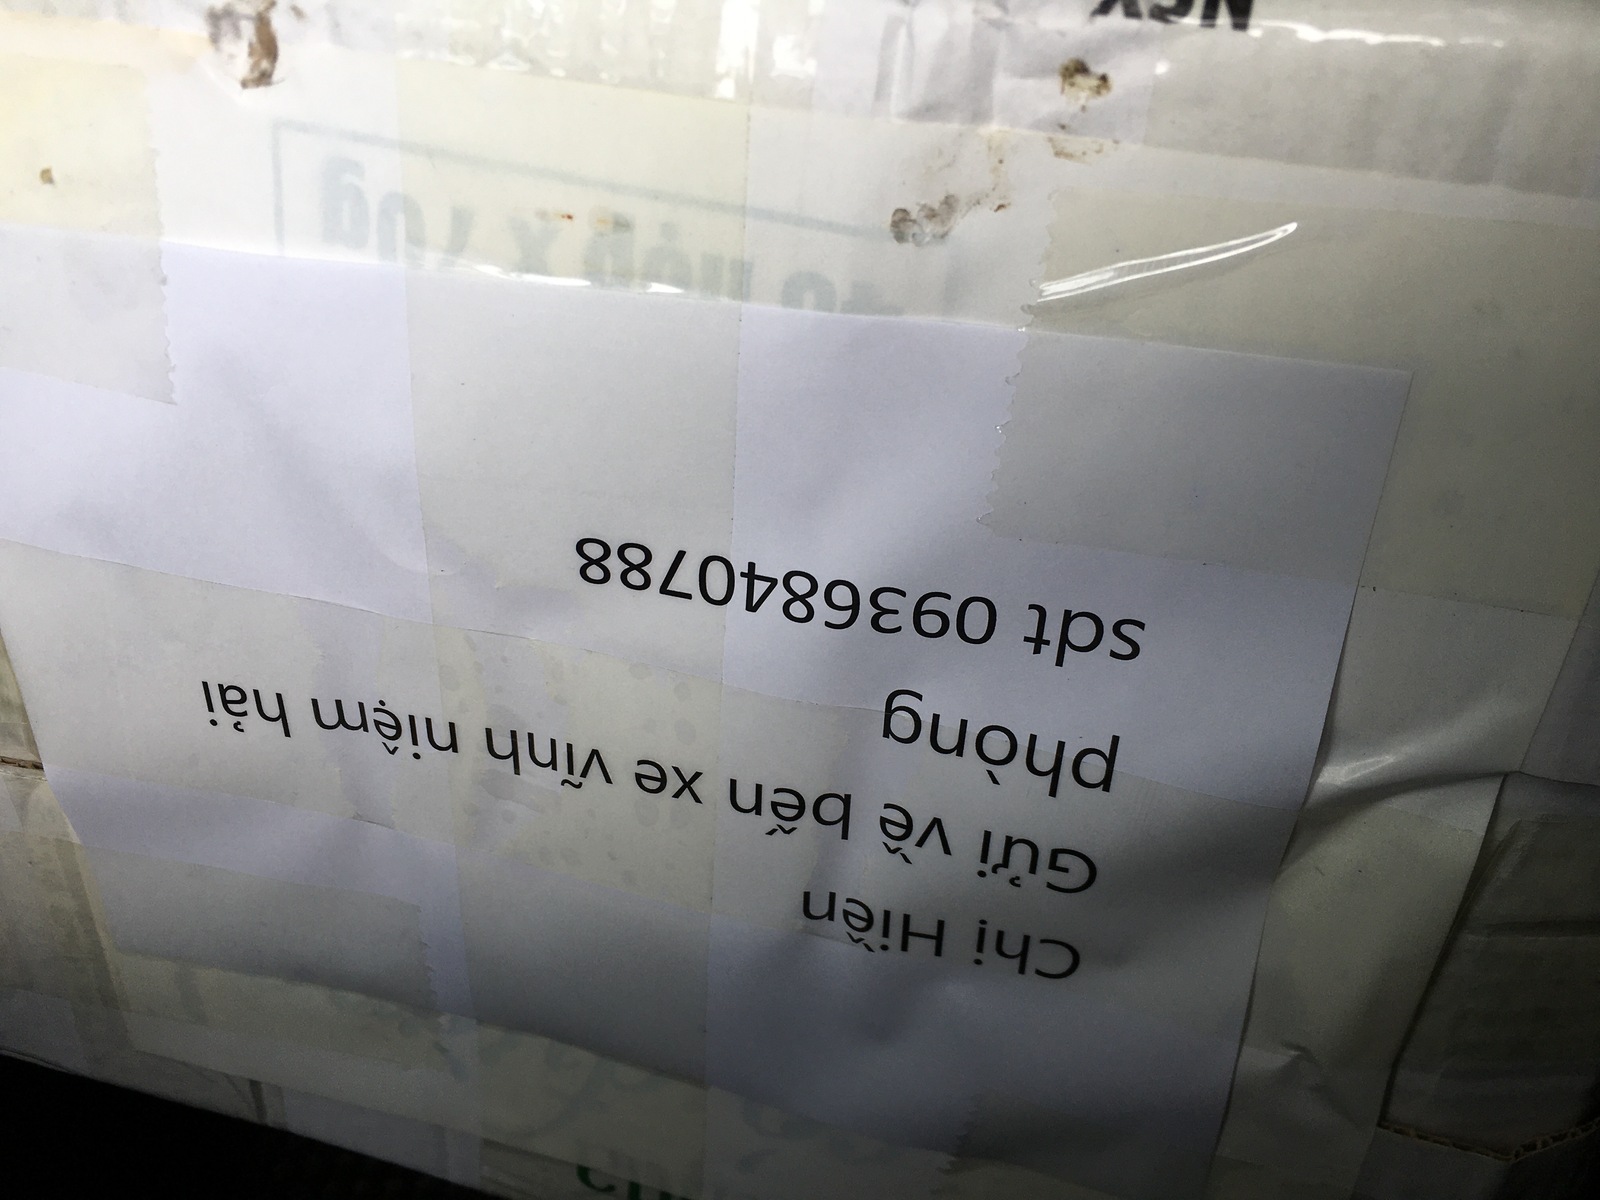 Chị Hiền
Gửi về bến xe vĩnh niệm hải
phòng
sdt 0936840788